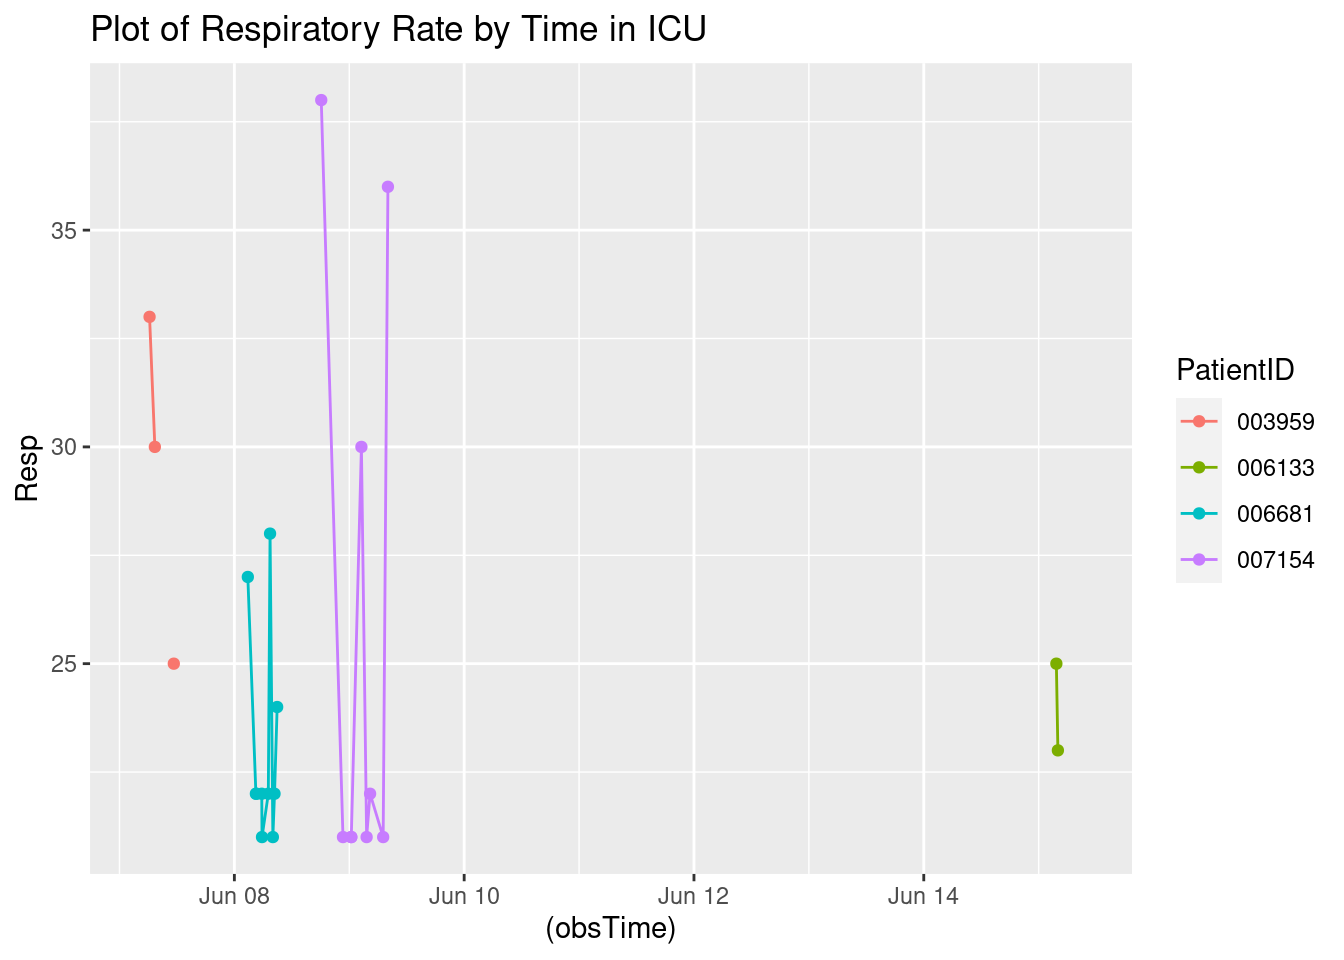 Plot of Respiratory Rate by Time in ICU
35
30
25
Resp
Jun 08 Jun 10 Jun 12 Jun 14
(obsTime)
PatientID
003959
006133
006681
007154